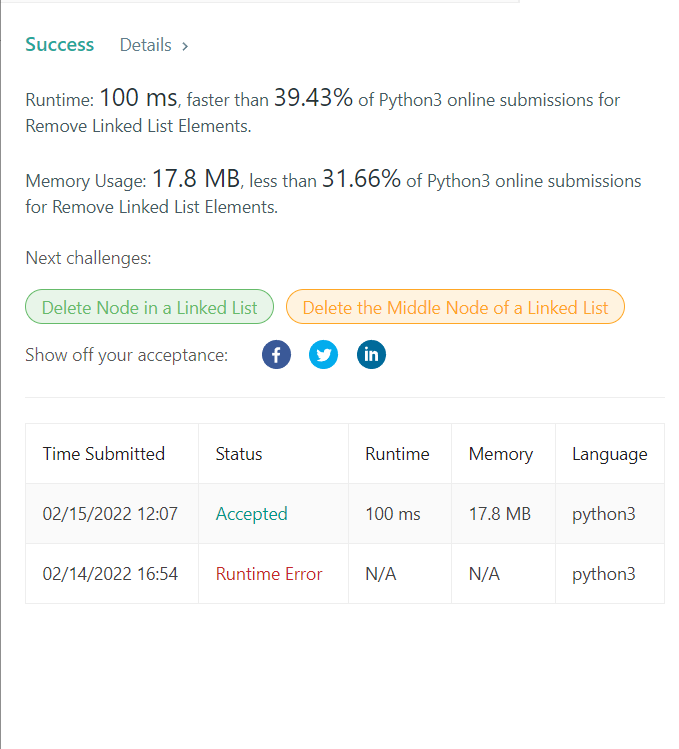 Success Details >
Runtime: 100 ms, faster than 39.43% of Python3 online submissions for
Remove Linked List Elements.
Memory Usage: 17.8 MB, less than 31.66% of Python3 online submissions
for Remove Linked List Elements.
Next challenges:
Delete Node in a Linked List Delete the Middle Node of a Linked List
Show off your acceptance: f in
Time Submitted Status Runtime Memory Language
02/15/2022 12:07 Accepted 100 ms 17.8 MB python3
02/14/2022 16:54 Runtime Error N/A N/A python3